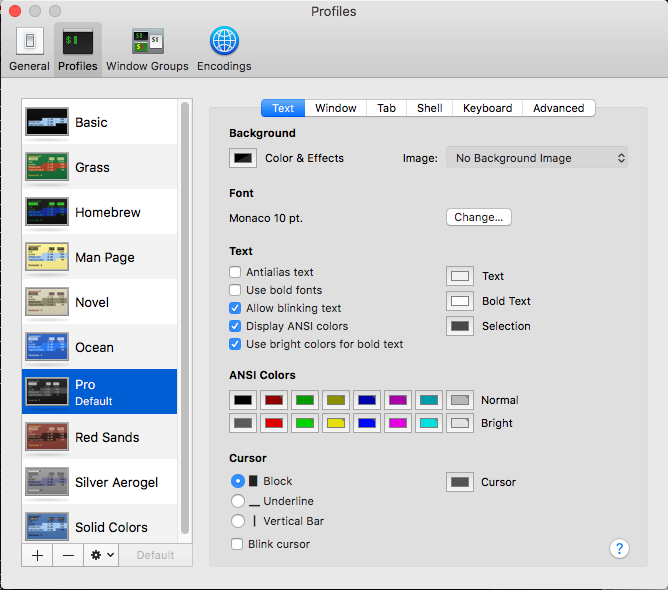 Profiles
General
Profiles
Window Groups
Encodings
Basic
Grass
Homebrew
Man Page
Novel
Ocean
Pro
Default
Red Sands
Silver Aerogel
Solid Colors
Default
Text
Window
Tab
Shell
Keyboard
Advanced
Background
Color & Effects
Image:
No Background Image
Font
Monaco 10 pt.
Change...
Text
Antialias text
Use bold fonts
Allow blinking text
Display ANSI colors
Use bright colors for bold text
Text
Bold Text
Selection
ANSI Colors
Normal
Bright
Cursor
Block
Underline
Vertical Bar
Blink cursor
Cursor
?